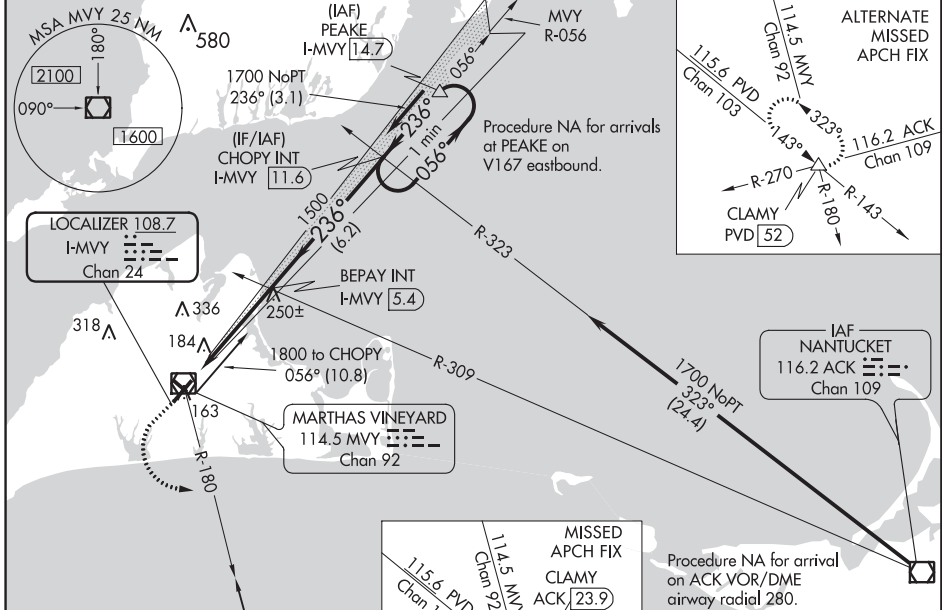 MSA MVY 25 NM
180°
2100
090°
1600
580
(IAF)
PEAKE
I-MVY 14.7
1700 NoPT
236° (3.1)
(IF/IAF)
CHOPY INT
I-MVY 11.6
MVY
R-056
056°
236°
1 min
056°
Procedure NA for arrivals
at PEAKE on
V167 eastbound.
1500
236°
(6.2)
R-323
ALTERNATE
MISSED
APCH FIX
114.5 MVY
Chan 92
115.6 PVD
Chan 103
323°
143°
116.2 ACK
Chan 109
R-270
R-180
R-143
CLAMY
PVD 52
LOCALIZER 108.7
I-MVY
Chan 24
BEPAY INT
I-MVY 5.4
250±
336
318
184
1800 to CHOPY
056° (10.8)
R-309
163
MARTHAS VINEYARD
114.5 MVY
Chan 92
R-180
1700 NoPT
323°
(24.4)
IAF
NANTUCKET
116.2 ACK
Chan 109
MISSED
APCH FIX
114.5 MVY
Chan 92
115.6 PVD
CLAMY
ACK 23.9
Procedure NA for arrival
on ACK VOR/DME
airway radial 280.